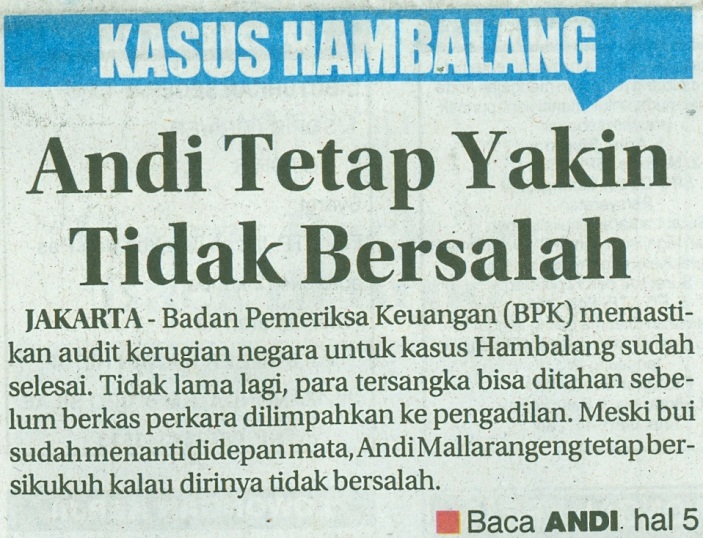 KASUS HAMBALANG
Andi Tetap Yakin
Tidak Bersalah
JAKARTA - Badan Pemeriksa Keuangan (BPK) memasti-
kan audit kerugian negara untuk kasus Hambalang sudah
selesai. Tidak lama lagi, para tersangka bisa ditahan sebe-
lum berkas perkara dilimpahkan ke pengadilan. Meski bui
sudah menanti didepan mata, Andi Mallarangeng tetap ber-
sikukuh kalau dirinya tidak bersalah.
Baca ANDI. hal 5